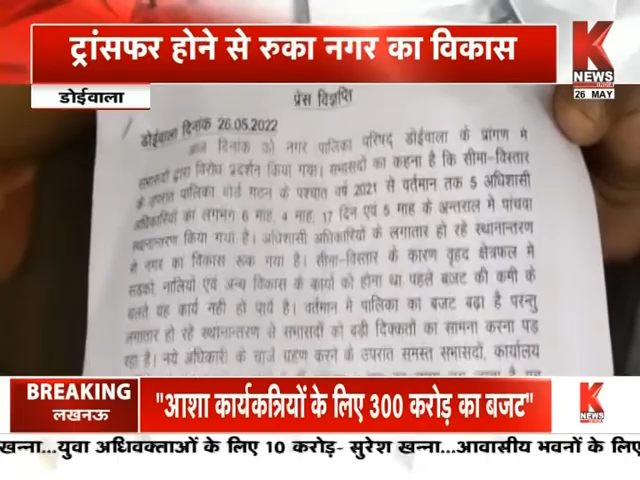 ट्रांसफर होने से रुका नगर का विकास
K
NEWS
26 MAY
डोईवाला
प्रेस विज्ञप्ति
डोईवाला दिनांक 26.05.2022
आज दिनांक को नगर पालिका परिषद् डोईवाला के प्रांगण मे
सभासदों द्वारा विरोध प्रदर्शन किया गया। सभासदों का कहना है कि सीमा-विस्तार
के उपरांत पालिका बोर्ड गठन के पश्चात वर्ष 2021 से वर्तमान तक 5 अधिशासी
अधिकारियों का लगभग 6 माह, 4 माह, 17 दिन एवं 5 माह के अन्तराल मे पांचवा
स्थानान्तरण किया गया है। अधिशासी अधिकारियों के लगातार हो रहे स्थानान्तरण
से नगर का विकास रूक गया है। सीमा-विस्तार के कारण वृहद क्षेत्रफल मे
सडको नालियों एवं अन्य विकास के कार्यो को होना था पहले बजट की कमी के
चलते यह कार्य नही हो पाये है। वर्तमान मे पालिका का बजट बढ़ा है परन्तु
लगातार हो रहे स्थानान्तरण से सभासदों को बड़ी दिक्कतों का सामना करना पड़
रहा है। नये अधिकारी के चार्ज ग्रहण करने के उपरांत समस्त सभासदों, कार्यालय
BREAKING
लखनऊ
"आशा कार्यकत्रियों के लिए 300 करोड़ का बजट"
K
NEWS
खन्ना...युवा अधिवक्ताओं के लिए 10 करोड़- सुरेश खन्ना...आवासीय भवनों के लिए